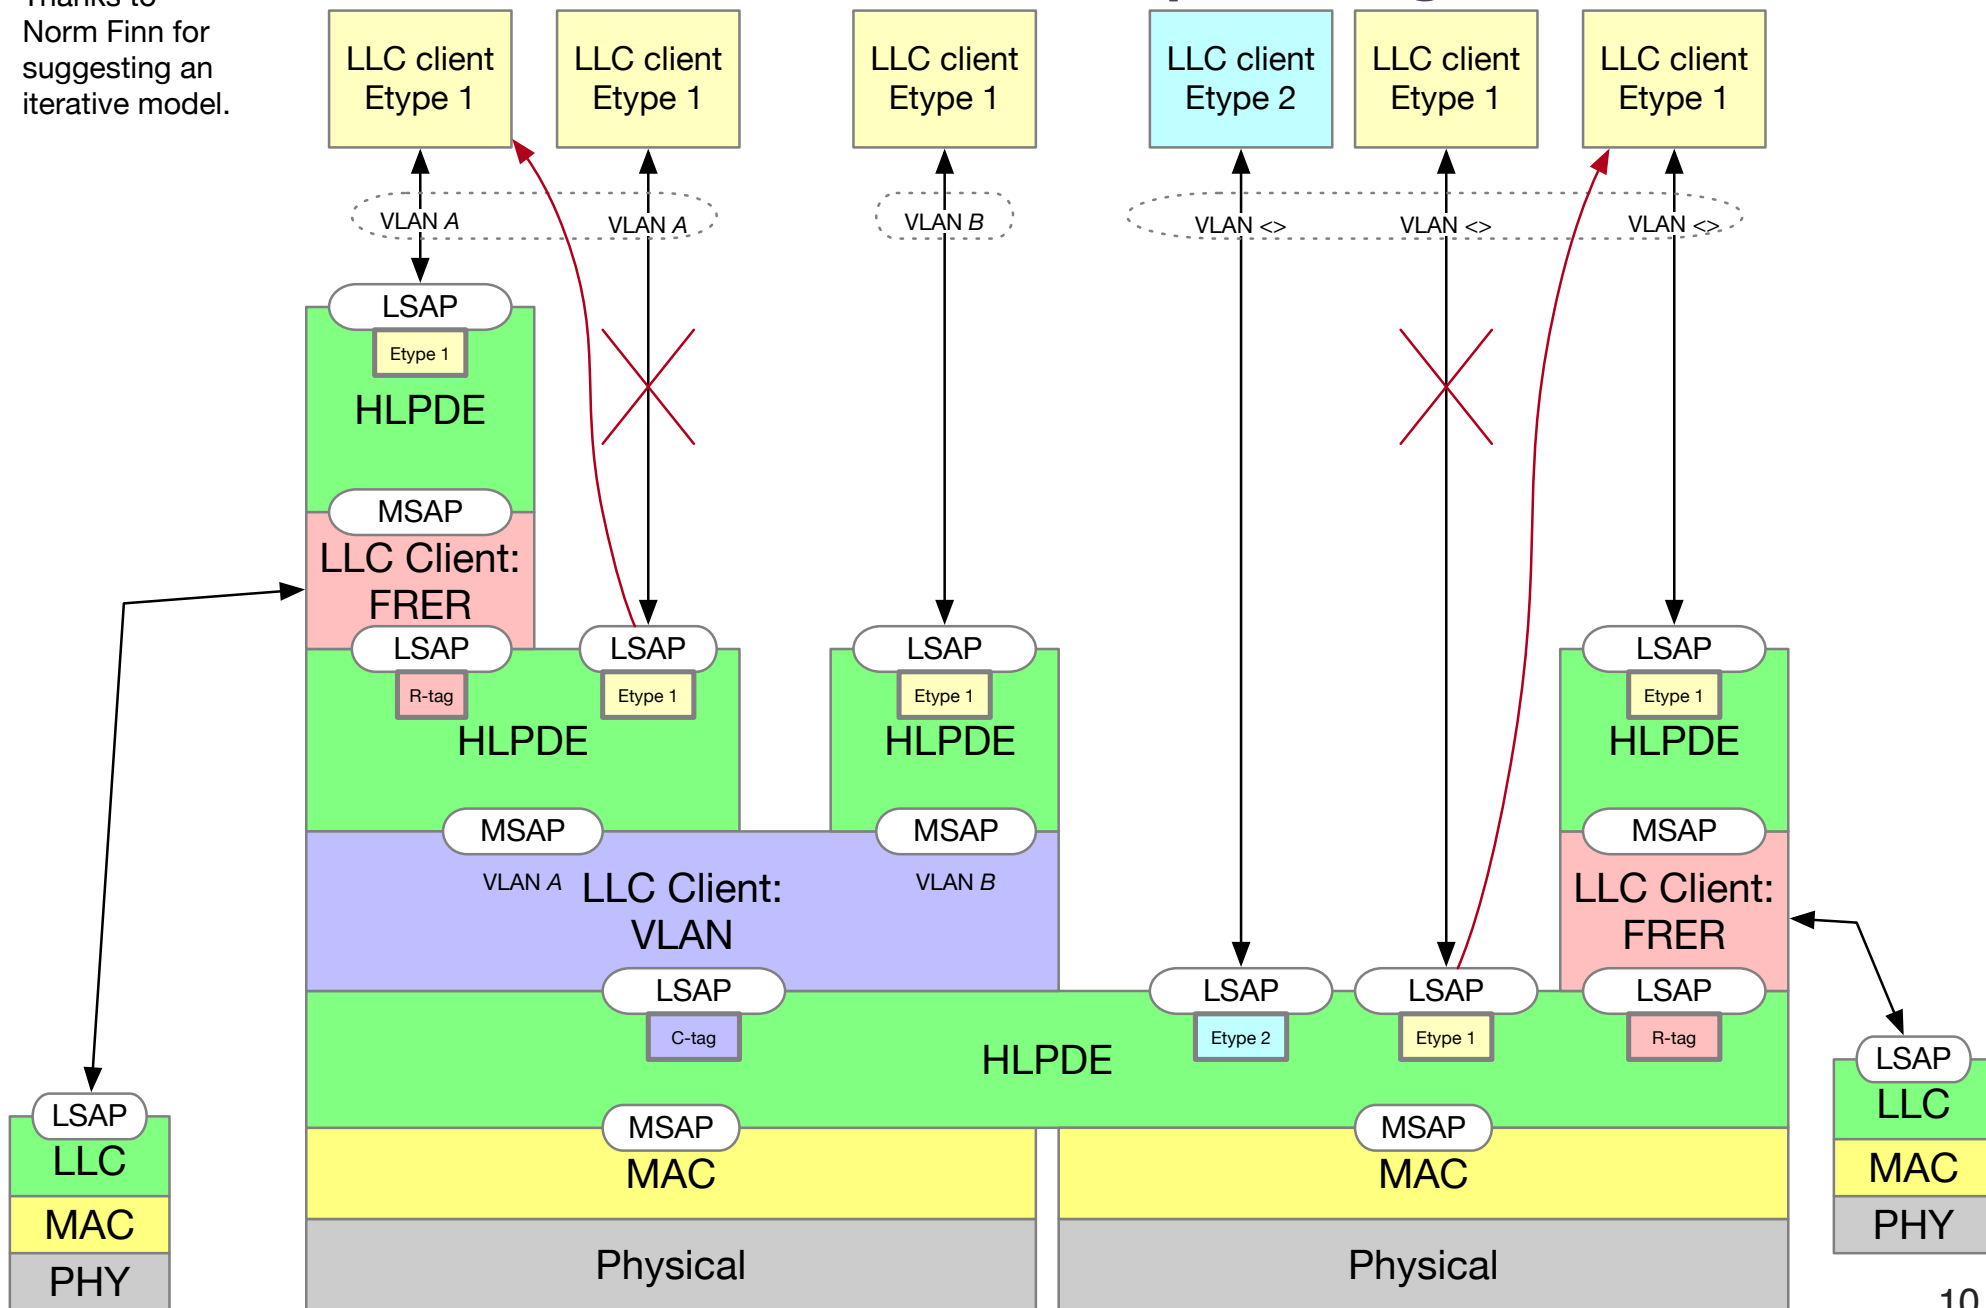 Thanks to
Norm Finn for
suggesting an
iterative model.
LLC client
Etype 1
LLC client
Etype 1
LLC client
Etype 1
LLC client
Etype 2
LLC client
Etype 1
LLC client
Etype 1
VLAN A
VLAN A
VLAN B
VLAN <>
VLAN <>
VLAN <>
LSAP
Etype 1
HLPDE
MSAP
LLC Client:
FRER
LSAP
R-tag
LSAP
Etype 1
HLPDE
LSAP
Etype 1
HLPDE
LSAP
Etype 1
HLPDE
MSAP
VLAN A
MSAP
VLAN B
LLC Client:
VLAN
MSAP
LLC Client:
FRER
LSAP
C-tag
LSAP
Etype 2
LSAP
Etype 1
LSAP
R-tag
HLPDE
MSAP
MAC
Physical
MSAP
MAC
Physical
LSAP
LLC
MAC
PHY
LSAP
LLC
MAC
PHY
10